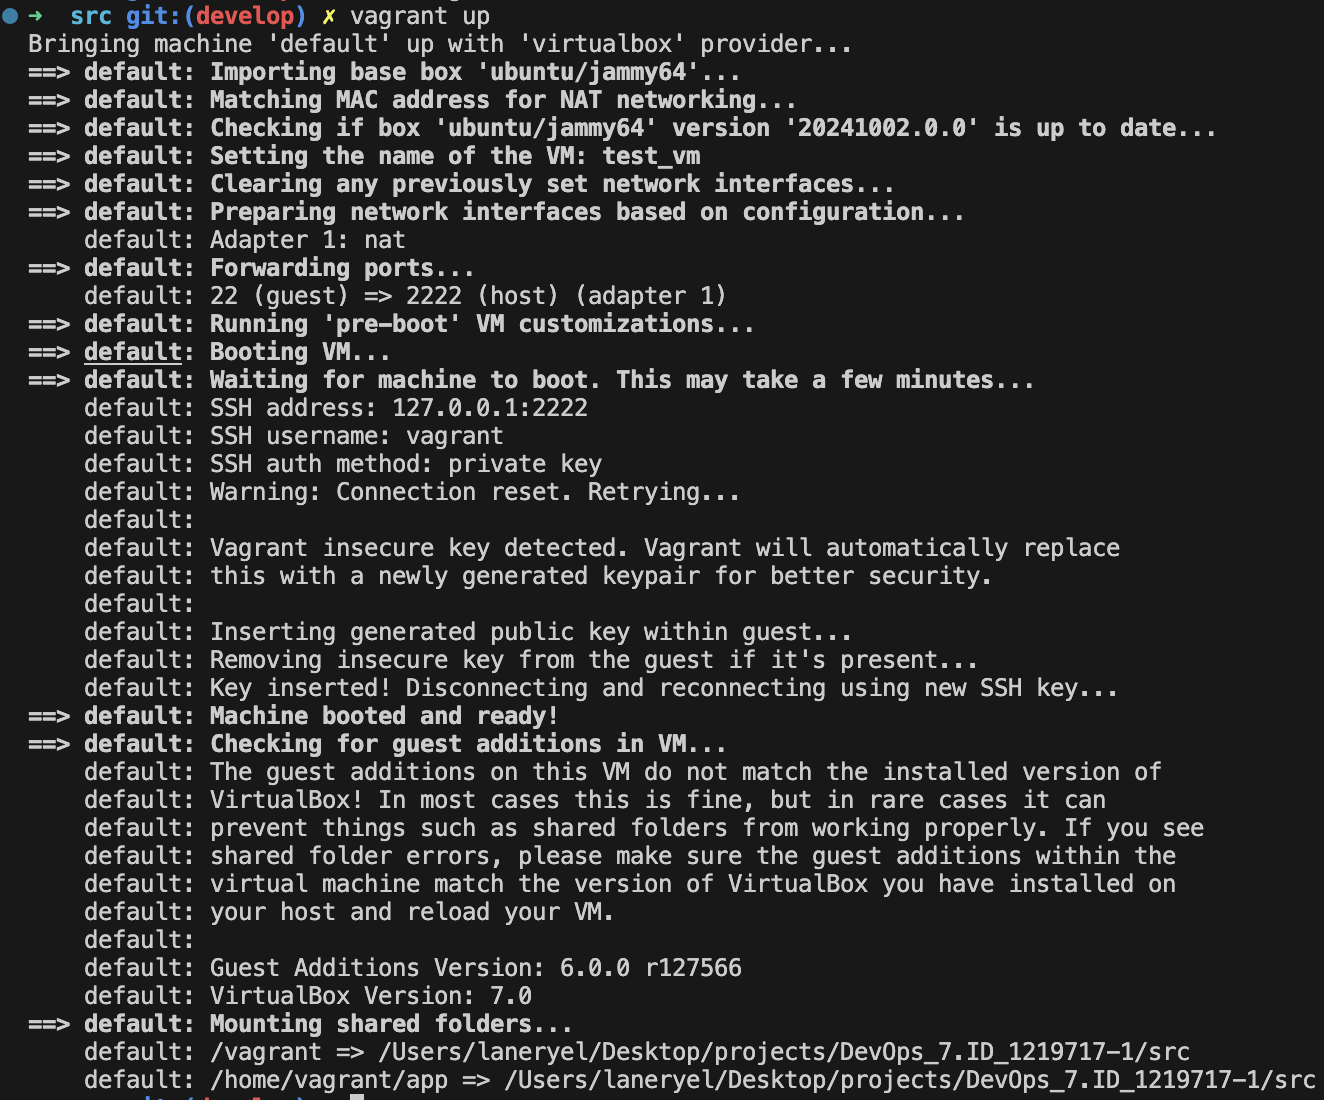 ➜ src git:(develop) ✗ vagrant up
Bringing machine 'default' up with 'virtualbox' provider...
==> default: Importing base box 'ubuntu/jammy64'...
==> default: Matching MAC address for NAT networking...
==> default: Checking if box 'ubuntu/jammy64' version '20241002.0.0' is up to date...
==> default: Setting the name of the VM: test_vm
==> default: Clearing any previously set network interfaces...
==> default: Preparing network interfaces based on configuration...
    default: Adapter 1: nat
==> default: Forwarding ports...
    default: 22 (guest) => 2222 (host) (adapter 1)
==> default: Running 'pre-boot' VM customizations...
==> default: Booting VM...
==> default: Waiting for machine to boot. This may take a few minutes...
    default: SSH address: 127.0.0.1:2222
    default: SSH username: vagrant
    default: SSH auth method: private key
    default: Warning: Connection reset. Retrying...
    default:
    default: Vagrant insecure key detected. Vagrant will automatically replace
    default: this with a newly generated keypair for better security.
    default:
    default: Inserting generated public key within guest...
    default: Removing insecure key from the guest if it's present...
    default: Key inserted! Disconnecting and reconnecting using new SSH key...
==> default: Machine booted and ready!
==> default: Checking for guest additions in VM...
    default: The guest additions on this VM do not match the installed version of
    default: VirtualBox! In most cases this is fine, but in rare cases it can
    default: prevent things such as shared folders from working properly. If you see
    default: shared folder errors, please make sure the guest additions within the
    default: virtual machine match the version of VirtualBox you have installed on
    default: your host and reload your VM.
    default:
    default: Guest Additions Version: 6.0.0 r127566
    default: VirtualBox Version: 7.0
==> default: Mounting shared folders...
    default: /vagrant => /Users/laneryel/Desktop/projects/DevOps_7.ID_1219717-1/src
    default: /home/vagrant/app => /Users/laneryel/Desktop/projects/DevOps_7.ID_1219717-1/src